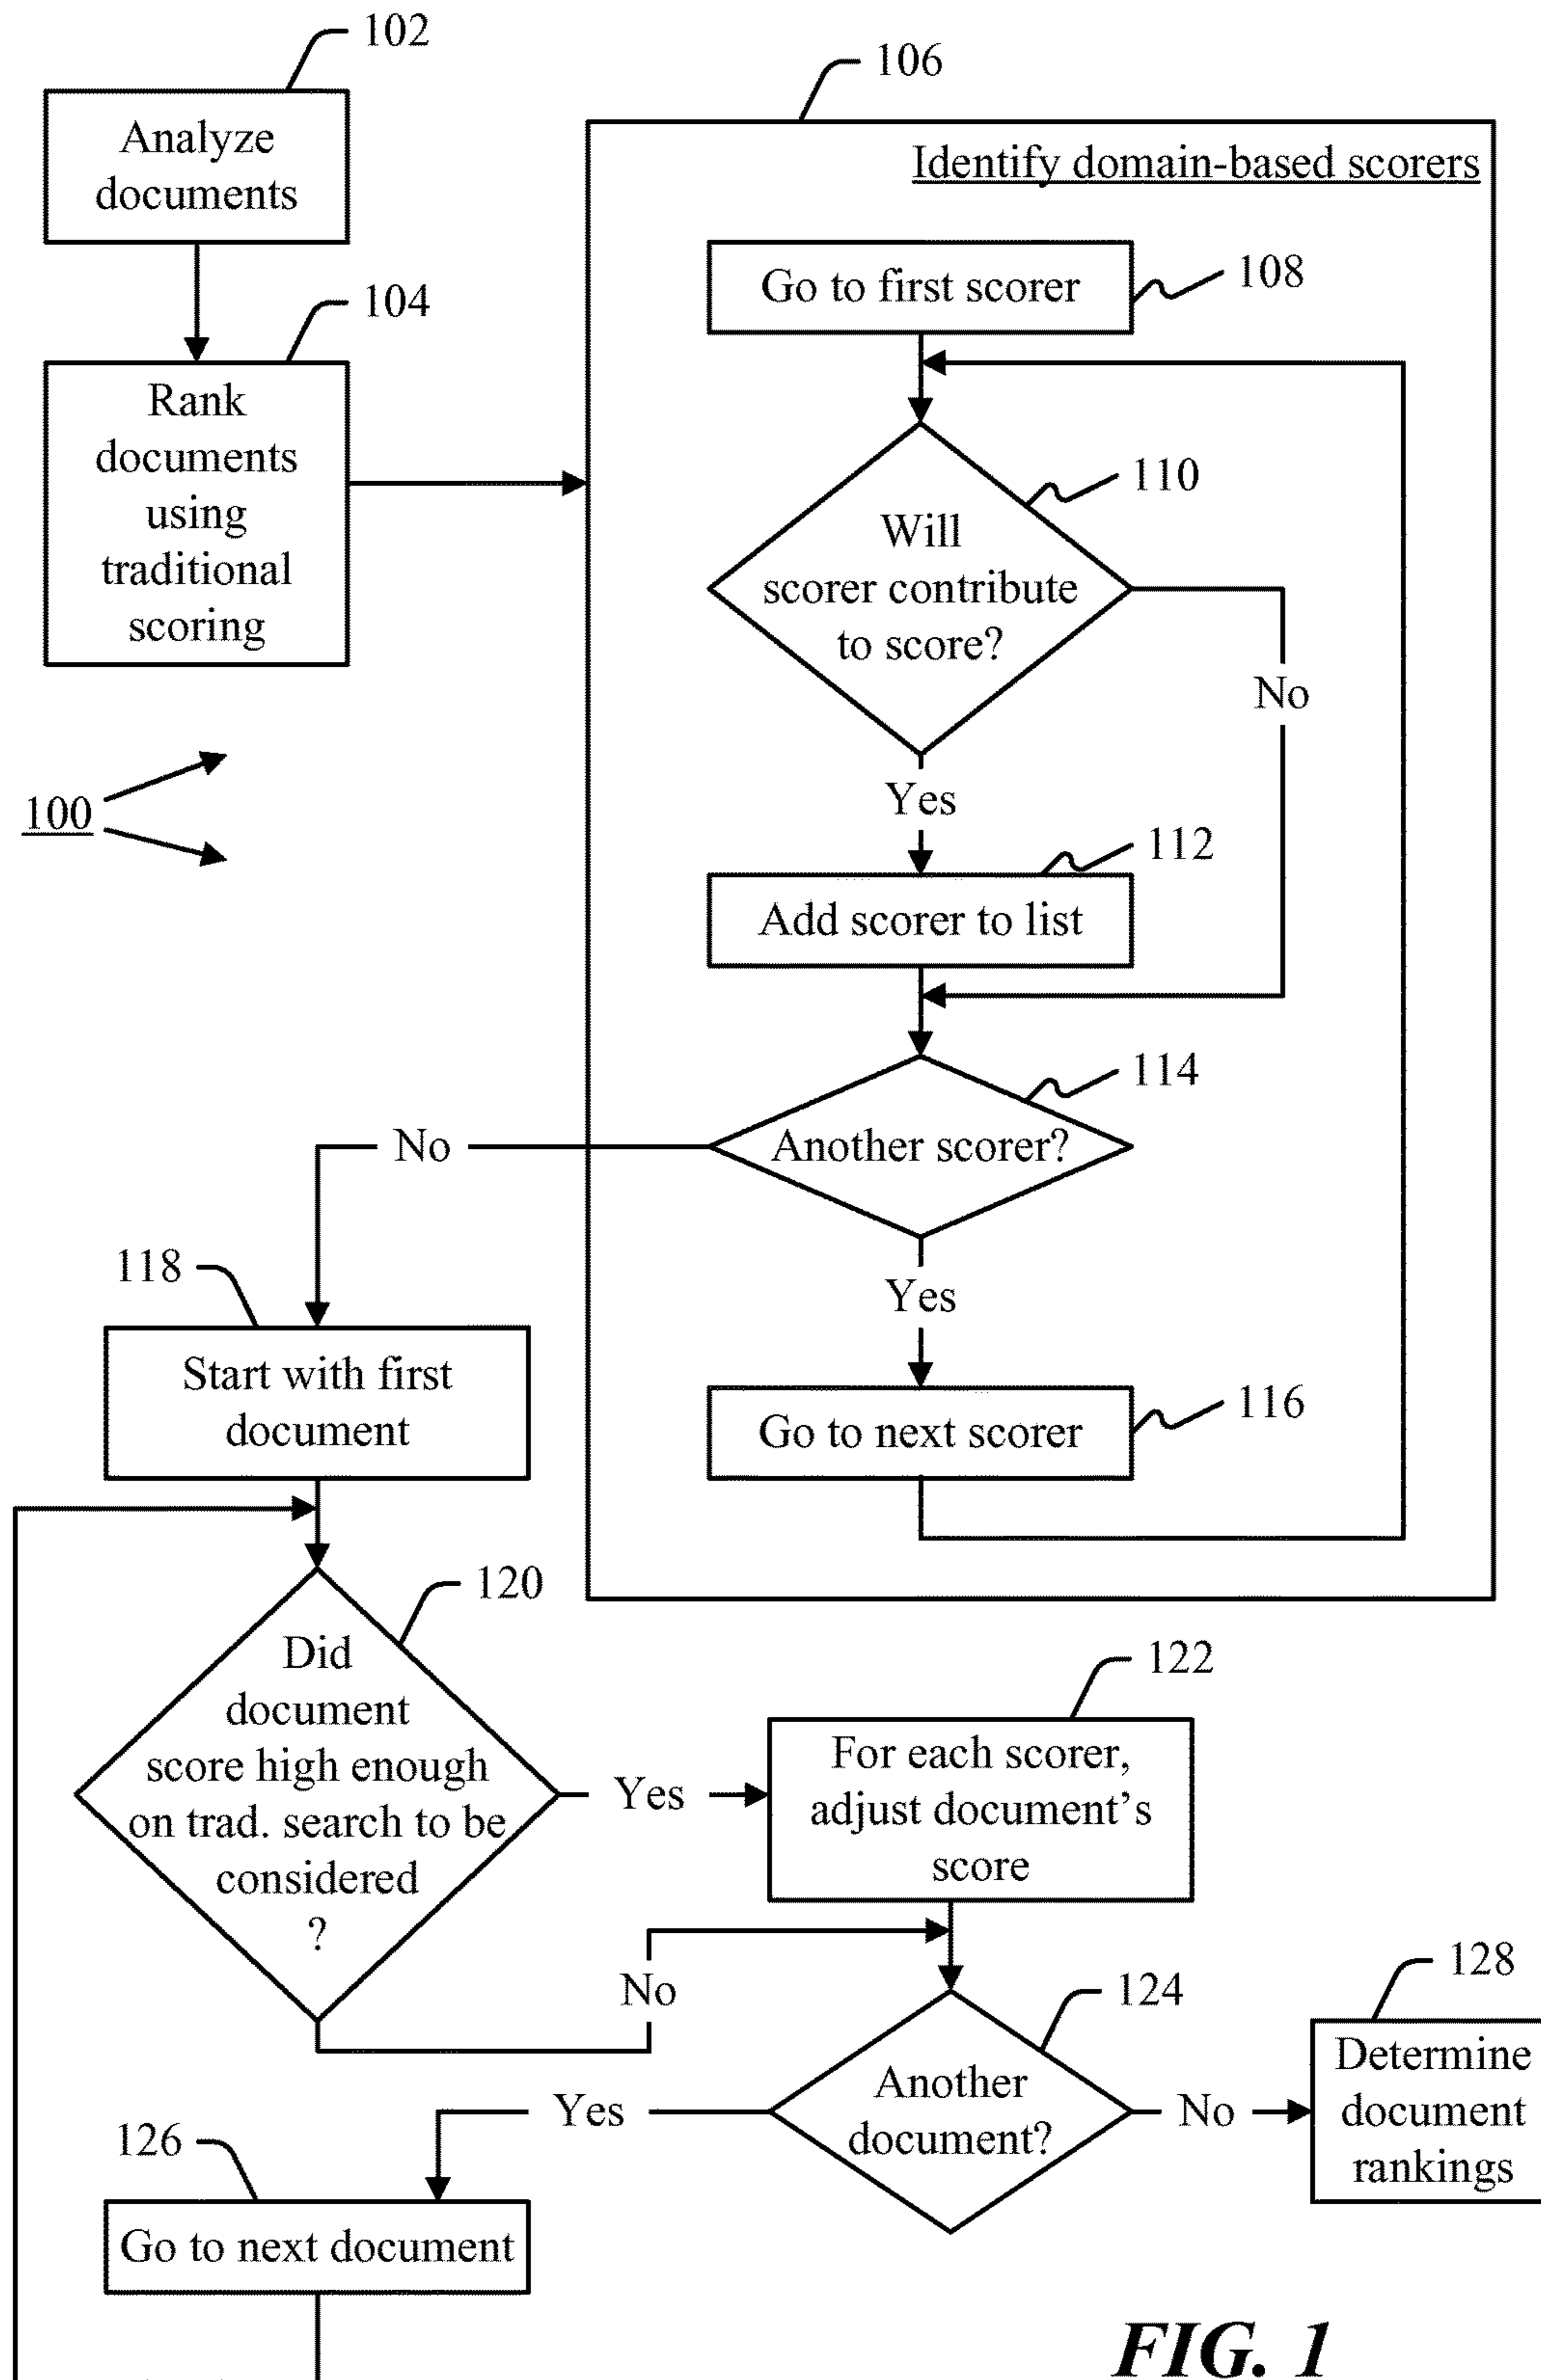 102
Analyze
documents
104
Rank
documents
using
traditional
scoring
100
106
Identify domain-based scorers
Go to first scorer
108
110
Will
scorer contribute
to score?
No
Yes
112
Add scorer to list
114
Another scorer?
No
Yes
Go to next scorer
116
118
Start with first
document
120
Did
document
score high enough
on trad. search to be
considered
?
Yes
No
122
For each scorer,
adjust document's
score
124
Another
document?
Yes
No
126
Go to next document
128
Determine
document
rankings
FIG. 1